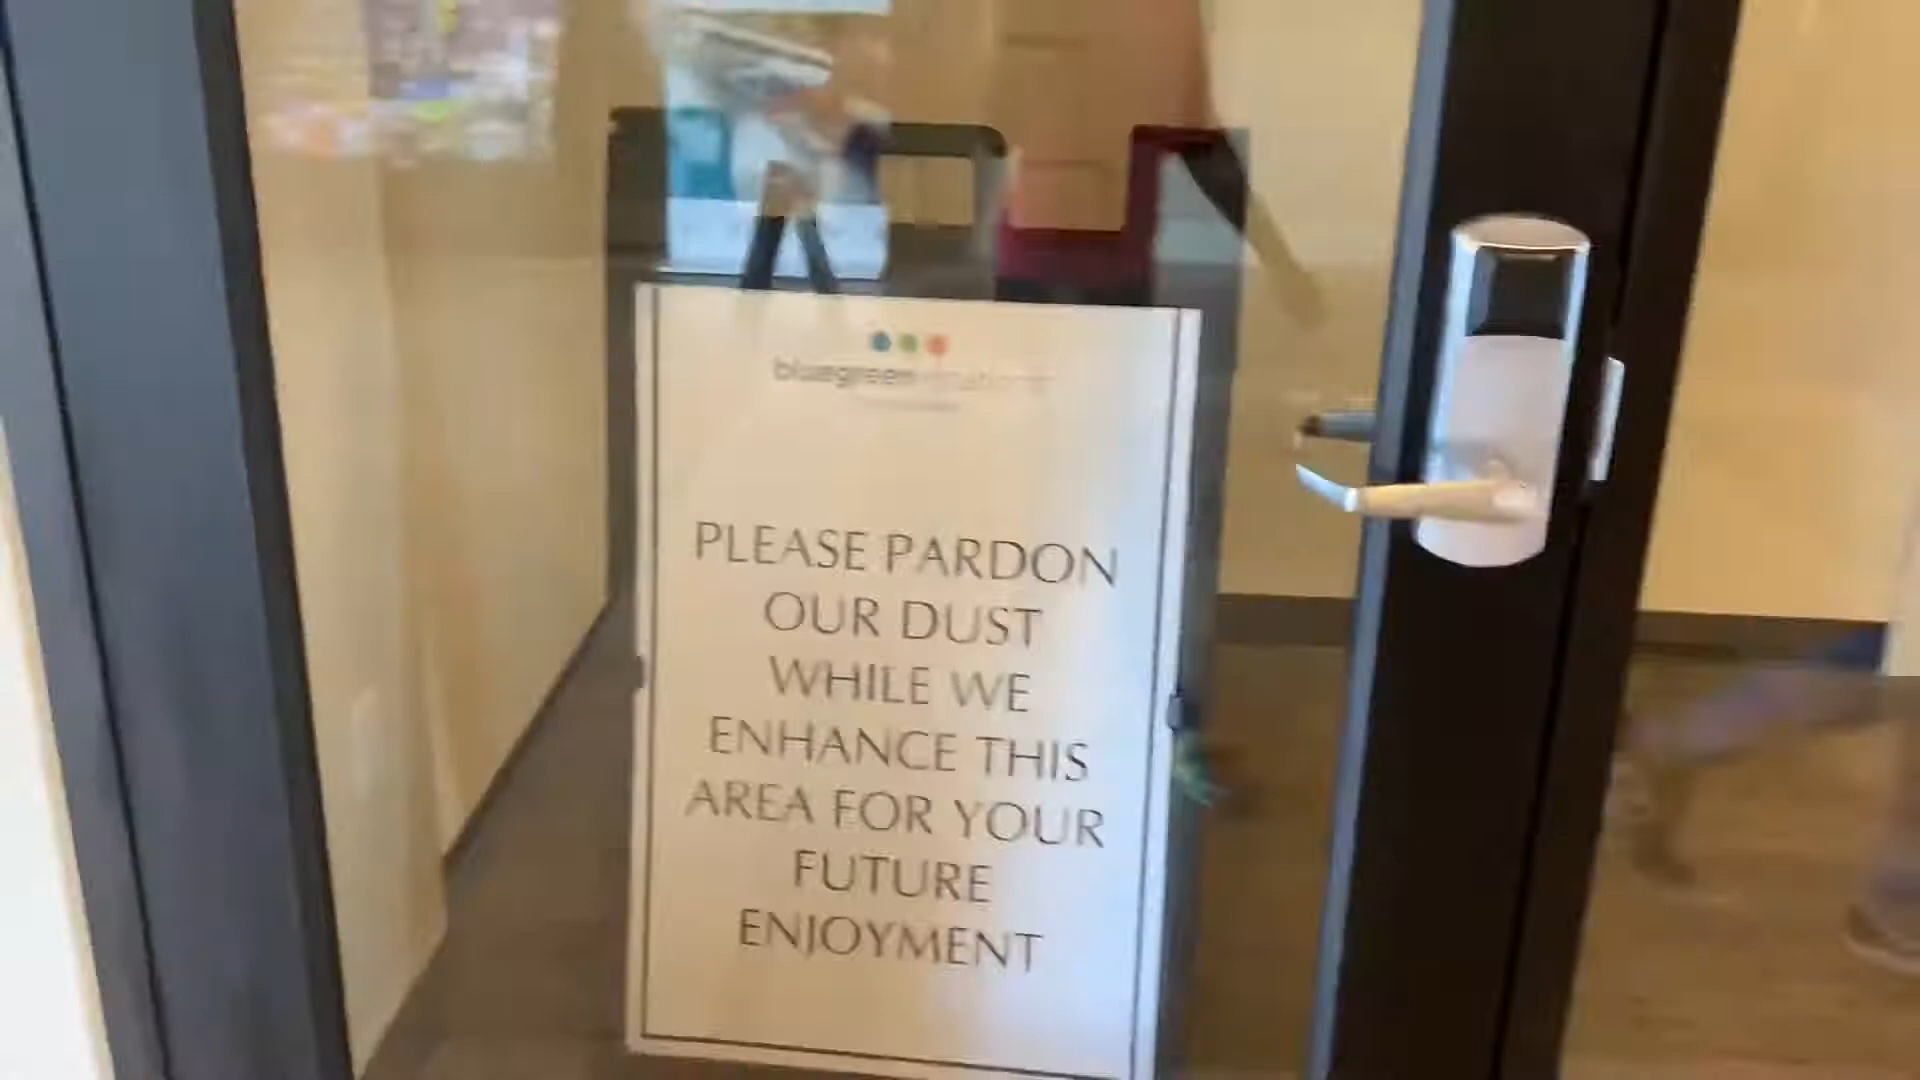 bluegreen
PLEASE PARDON
OUR DUST
WHILE WE
ENHANCE THIS
AREA FOR YOUR
FUTURE
ENJOYMENT